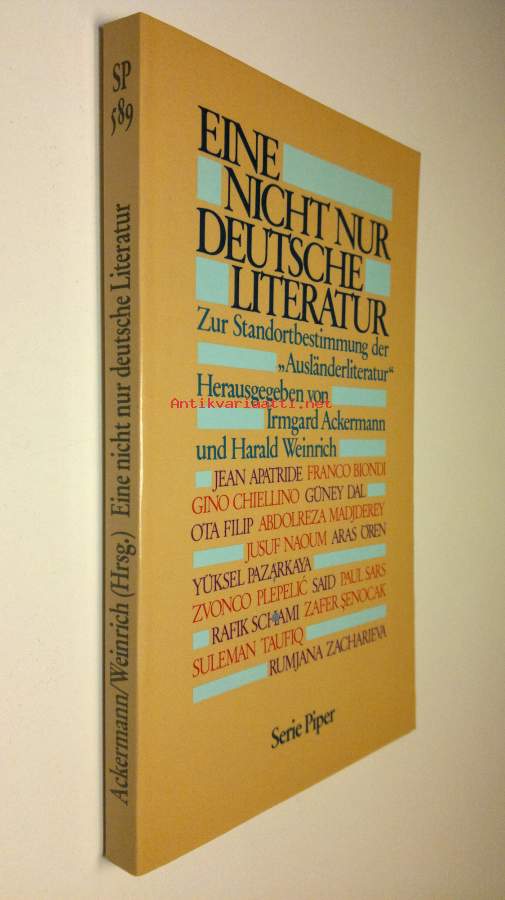 SP
589
Ackermann/Weinrich (Hrsg.) Eine nicht nur deutsche Literatur
EINE
NICHT NUR
DEUTSCHE
LITERATUR
Zur Standortbestimmung der
„Ausländerliteratur“
Herausgegeben von
Antikvariaatti.net
Irmgard Ackermann
und Harald Weinrich
JEAN APATRIDE FRANCO BIONDI
GINO CHIELLINO GÜNEY DAL
OTA FILIP ABDOLREZA MADJDEREY
JUSUF NAOUM ARAS ÖREN
YÜKSEL PAZARKAYA
ZVONCO PLEPELIĆ SAID PAUL SARS
RAFIK SCHAMI ZAFER ŞENOCAK
SULEMAN TAUFIQ
RUMJANA ZACHARIEVA
Serie Piper